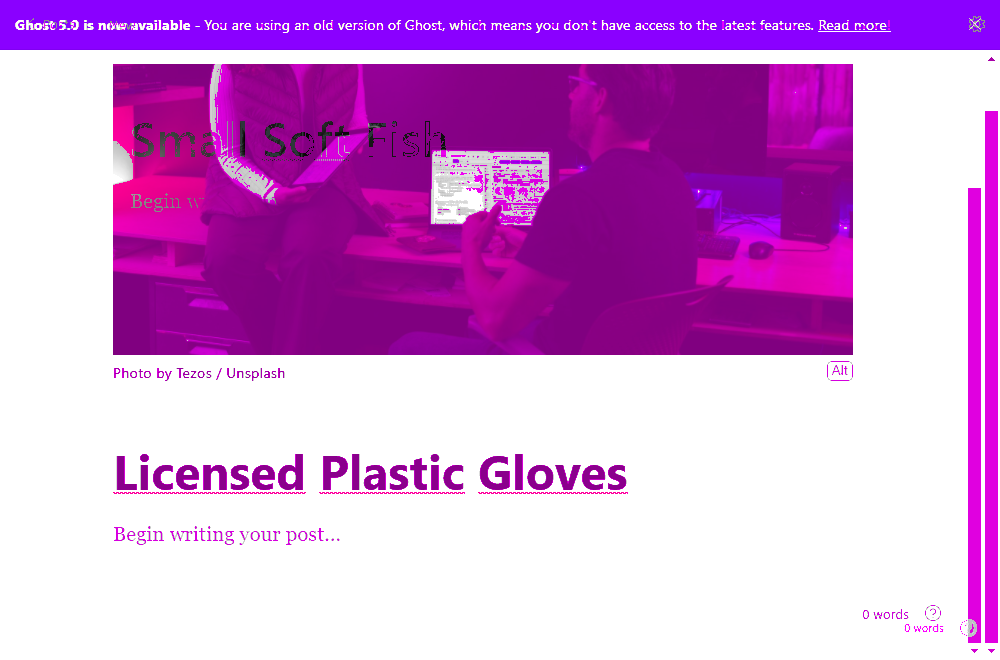 Ghost 5.0 is now available – You are using an old version of Ghost, which means you don't have access to the latest features. Read more!
Small Soft Fish
Begin w
Photo by Tezos / Unsplash
Alt
Licensed Plastic Gloves
Begin writing your post...
0 words
0 words